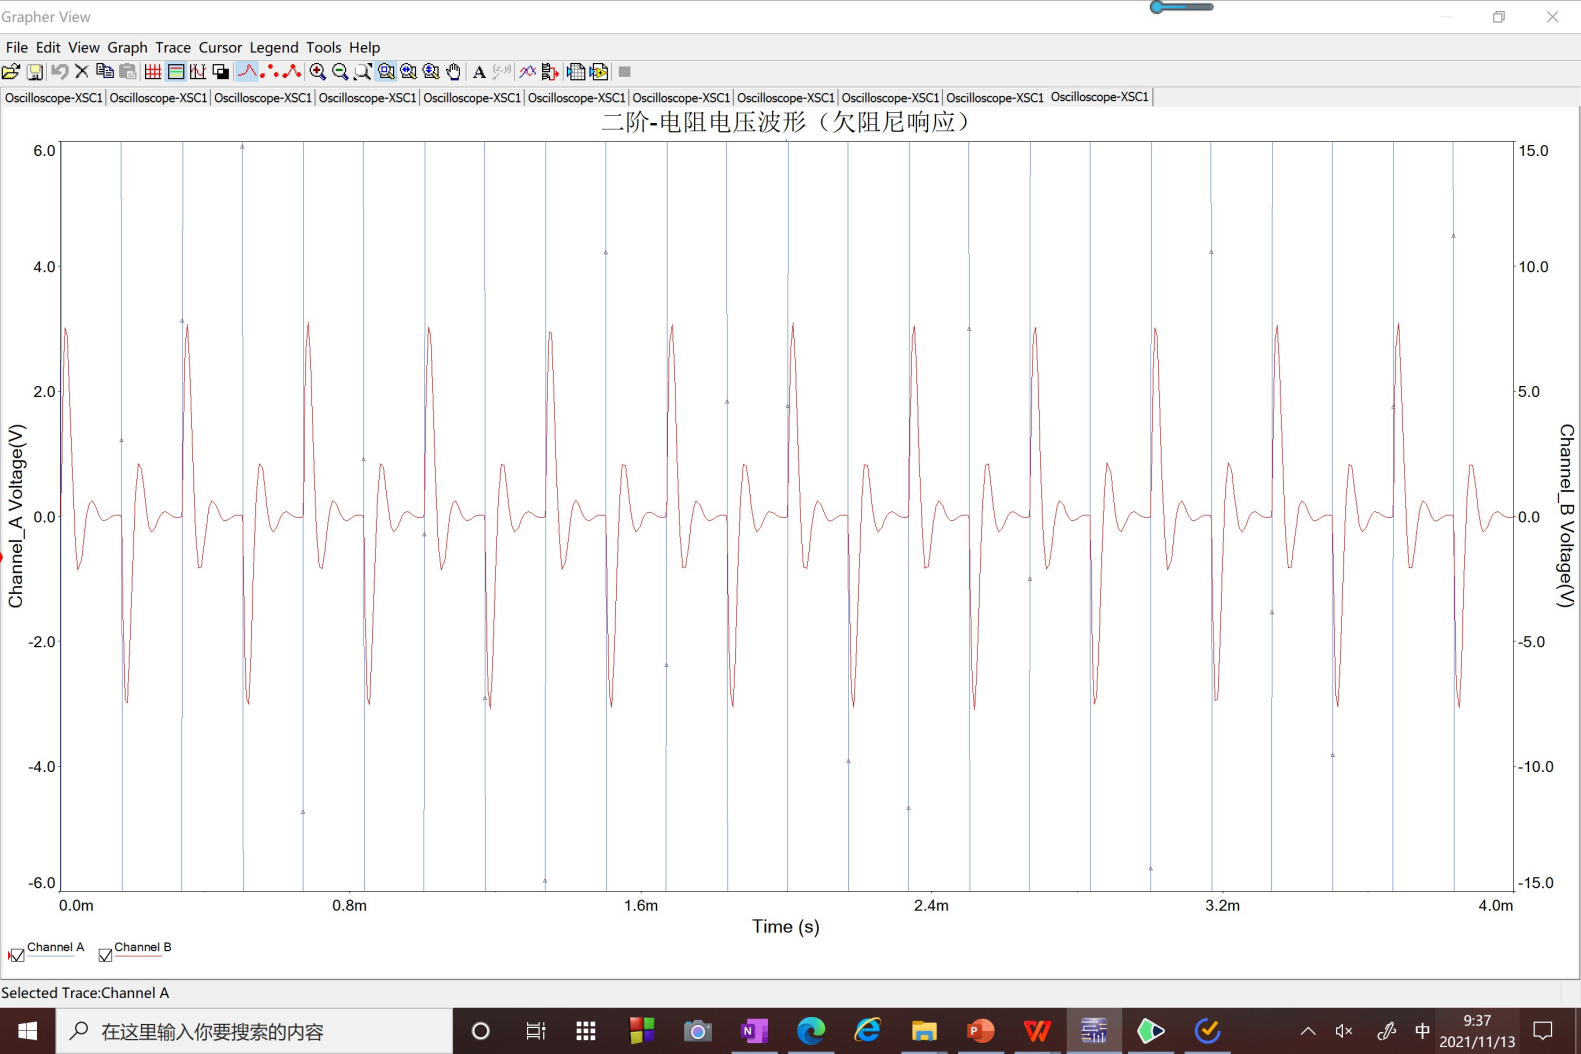 Grapher View
File Edit View Graph Trace Cursor Legend Tools Help
Oscilloscope-XSC1 Oscilloscope-XSC1 Oscilloscope-XSC1 Oscilloscope-XSC1 Oscilloscope-XSC1 Oscilloscope-XSC1 Oscilloscope-XSC1 Oscilloscope-XSC1 Oscilloscope-XSC1 Oscilloscope-XSC1 Oscilloscope-XSC1
二阶-电阻电压波形（欠阻尼响应）
6.0
4.0
2.0
0.0
-2.0
-4.0
-6.0
Channel_A Voltage(V)
15.0
10.0
5.0
0.0
-5.0
-10.0
-15.0
Channel_B Voltage(V)
0.0m 0.8m 1.6m 2.4m 3.2m 4.0m
Time (s)
Channel A Channel B
Selected Trace:Channel A
在这里输入你要搜索的内容
中
9:37
2021/11/13